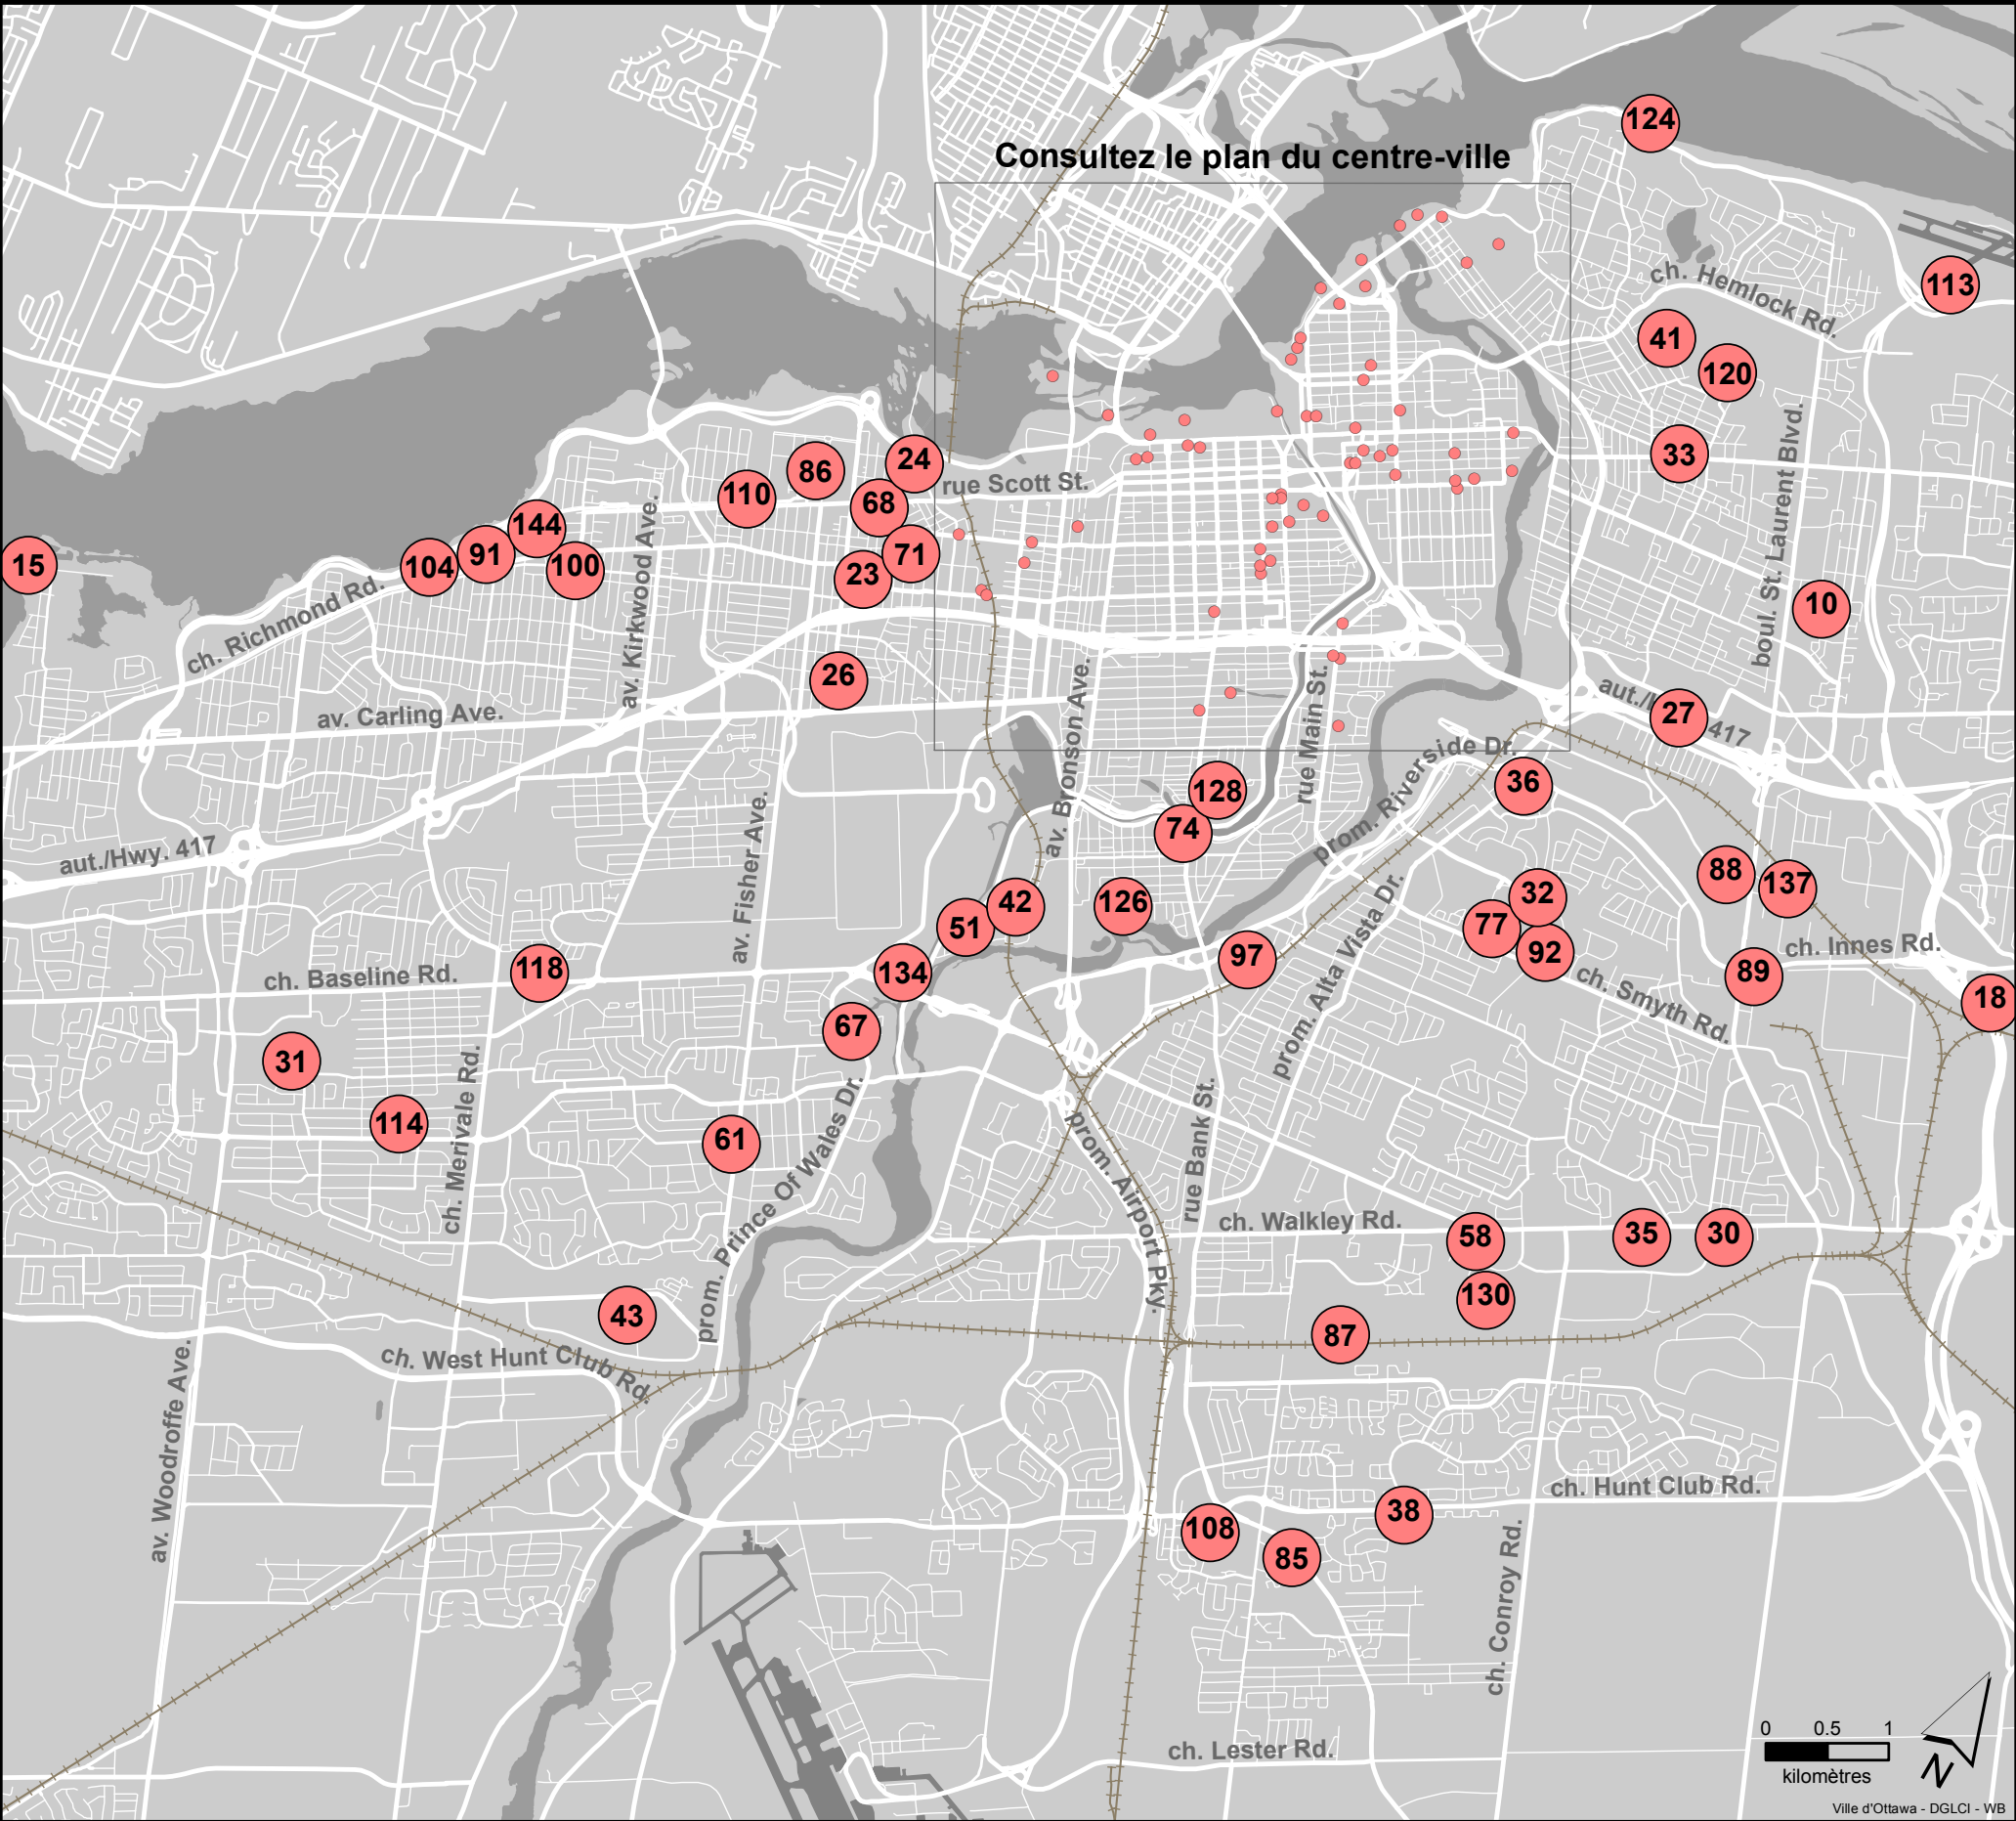 124
Consultez le plan du centre-ville
ch. Hemlock Rd.
113
41
120
33
24
86
110
68
rue Scott St.
144
91
104
100
71
23
15
ch. Richmond Rd.
av. Kirkwood Ave.
boul. St. Laurent Blvd.
10
26
av. Carling Ave.
av. Bronson Ave.
rue Main St.
aut./H 417
27
prom. Riverside Dr.
36
128
74
aut./Hwy. 417
av. Fisher Ave.
88
137
32
77
92
42
51
126
97
prom. Alta Vista Dr.
ch. Innes Rd.
89
18
ch. Smyth Rd.
118
134
ch. Baseline Rd.
67
31
114
ch. Merivale Rd.
61
prom. Prince Of Wales Dr.
prom. Airport Pky.
rue Bank St.
ch. Walkley Rd.
58
35
30
130
87
43
ch. West Hunt Club Rd.
av. Woodroffe Ave.
ch. Hunt Club Rd.
38
108
85
ch. Conroy Rd.
ch. Lester Rd.
0 0.5 1
kilomètres
N
Ville d'Ottawa - DGLCI - WB